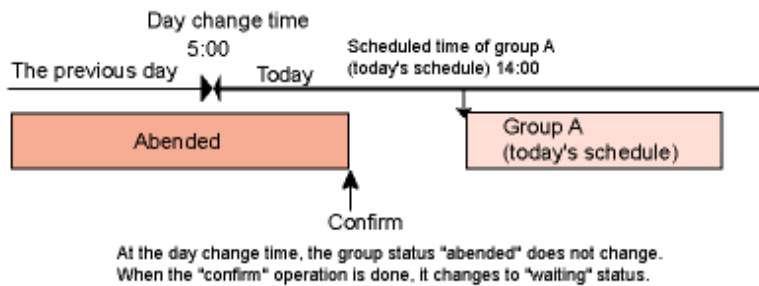 Day change time
5:00
Scheduled time of group A
(today's schedule) 14:00
The previous day
Today
Abended
Group A
(today's schedule)
Confirm
At the day change time, the group status "abended" does not change.
When the "confirm" operation is done, it changes to "waiting" status.